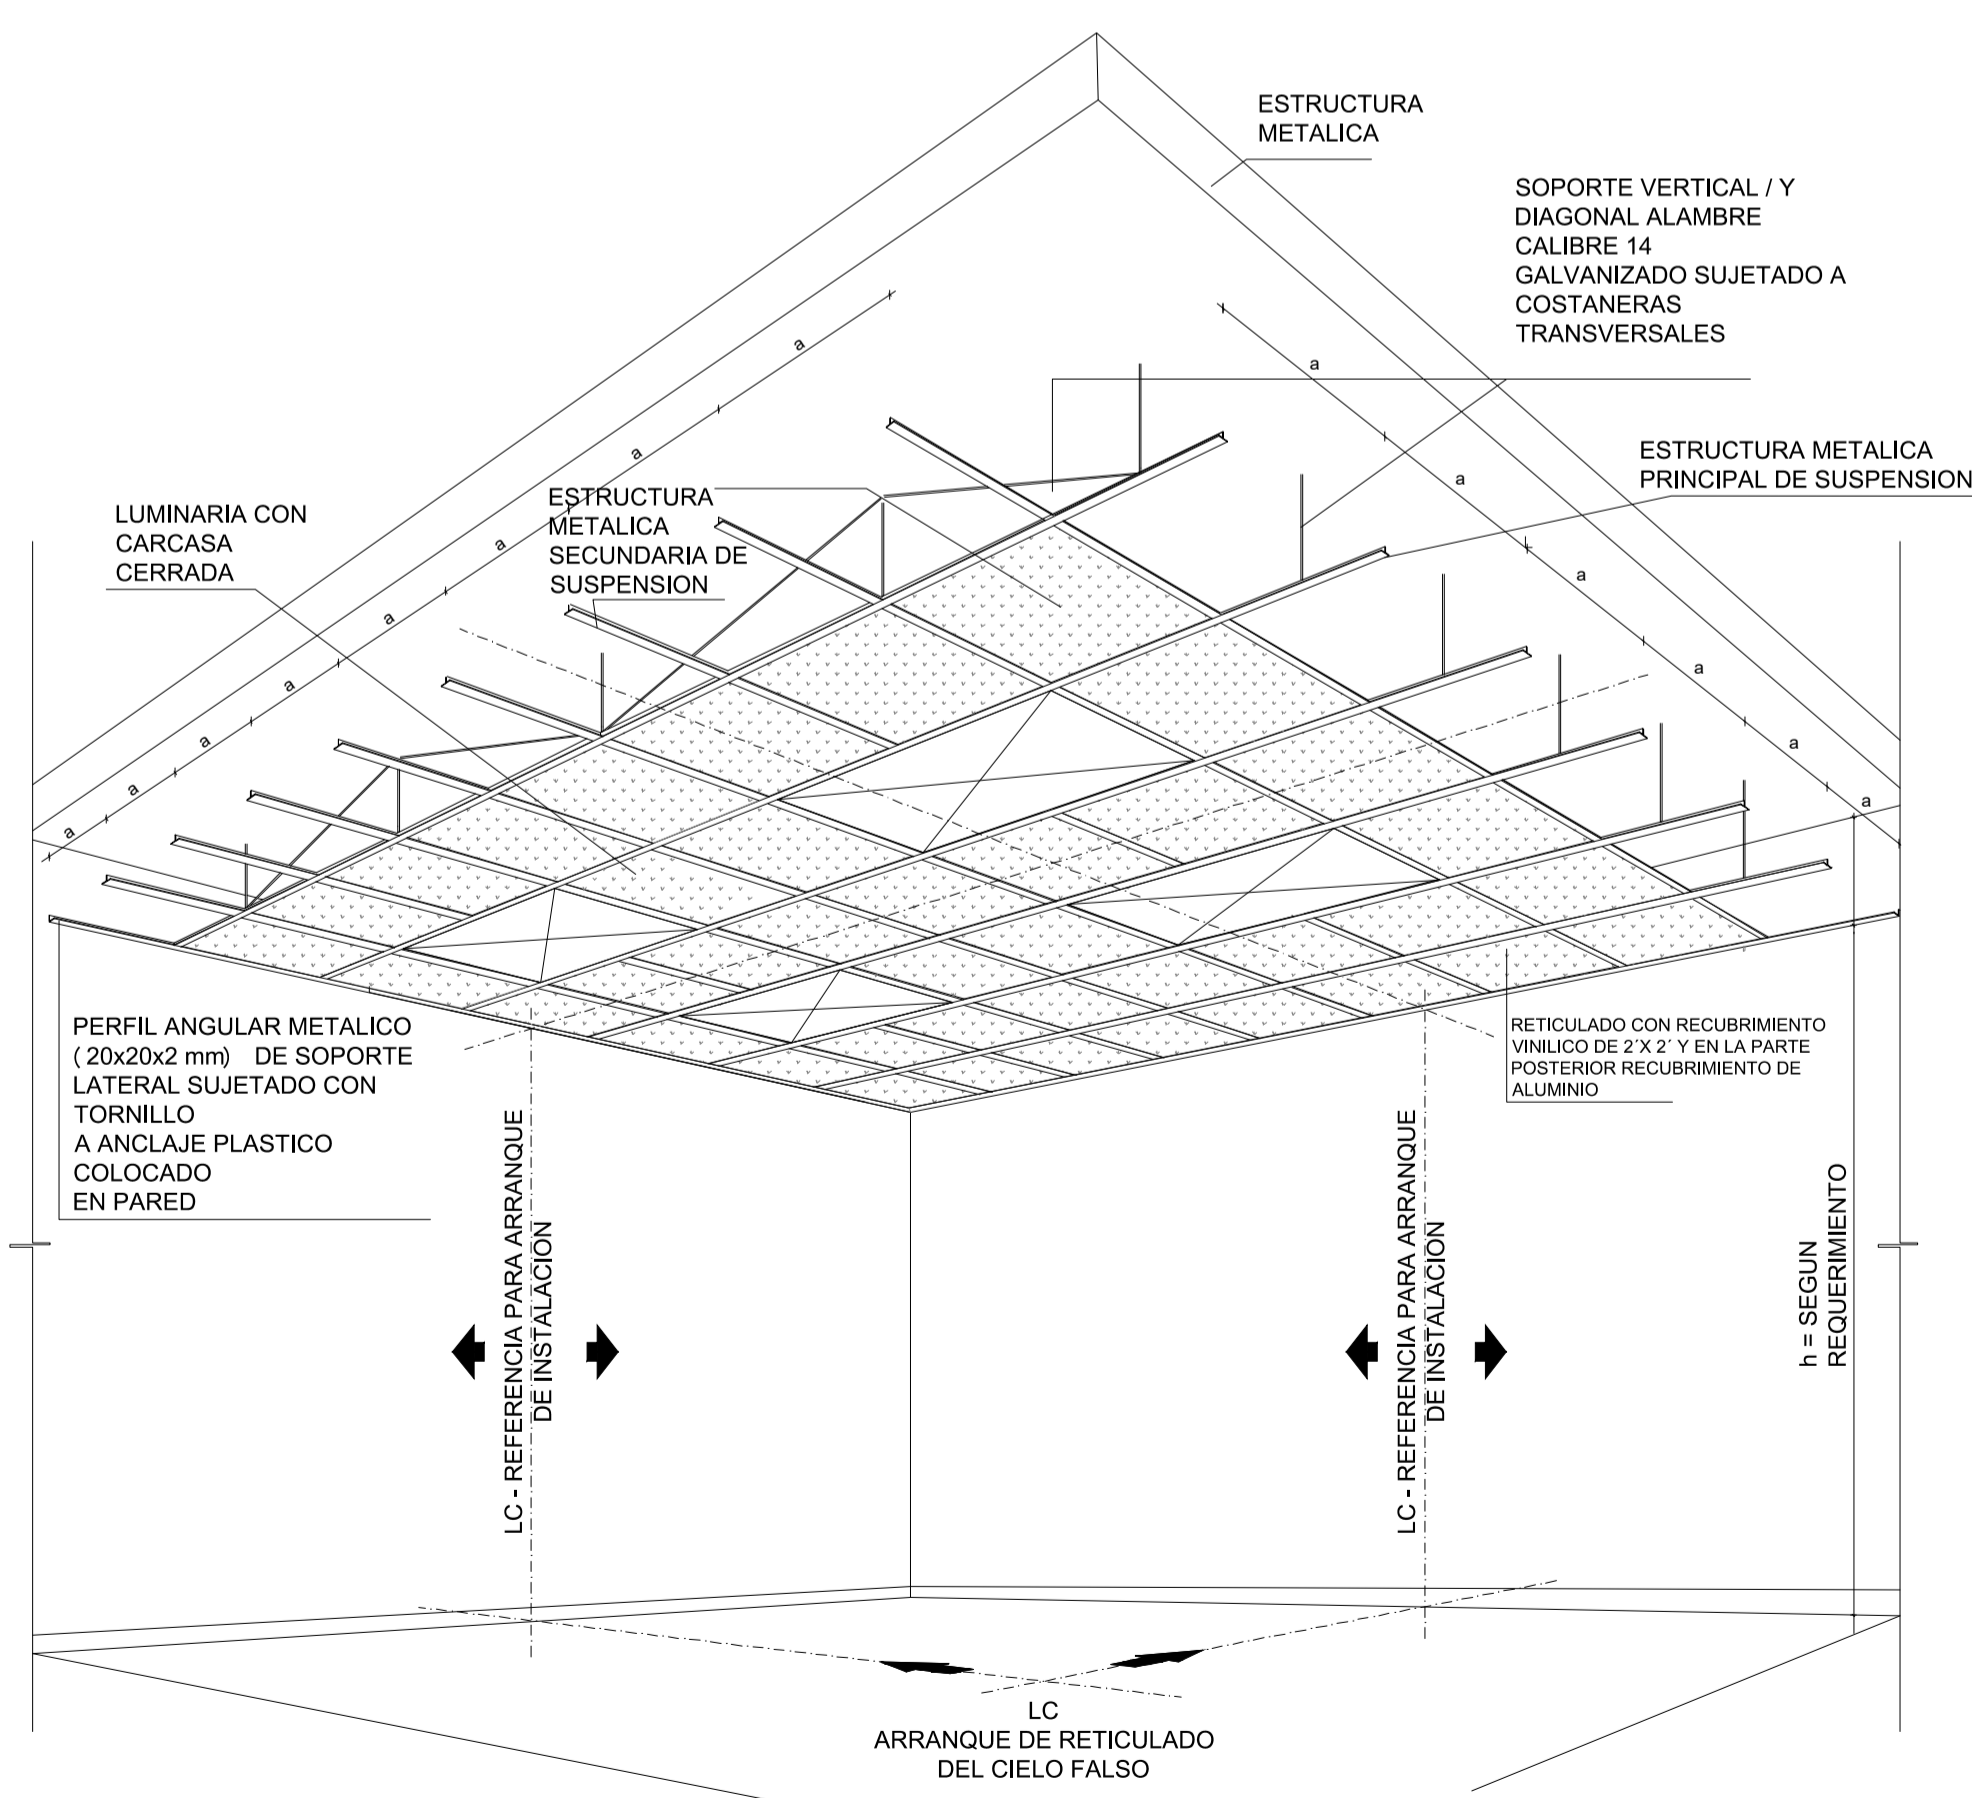 ESTRUCTURA
METALICA
SOPORTE VERTICAL / Y
DIAGONAL ALAMBRE
CALIBRE 14
GALVANIZADO SUJETADO A
COSTANERAS
TRANSVERSALES
ESTRUCTURA METALICA
PRINCIPAL DE SUSPENSION
ESTRUCTURA
METALICA
SECUNDARIA DE
SUSPENSION
LUMINARIA CON
CARCASA
CERRADA
a
a
a
a
a
a
a
a
a
a
a
a
a
a
PERFIL ANGULAR METALICO
( 20x20x2 mm) DE SOPORTE
LATERAL SUJETADO CON
TORNILLO
A ANCLAJE PLASTICO
COLOCADO
EN PARED
RETICULADO CON RECUBRIMIENTO
VINILICO DE 2´X 2´ Y EN LA PARTE
POSTERIOR RECUBRIMIENTO DE
ALUMINIO
LC - REFERENCIA PARA ARRANQUE
DE INSTALACION
LC - REFERENCIA PARA ARRANQUE
DE INSTALACION
h = SEGUN
REQUERIMIENTO
LC
ARRANQUE DE RETICULADO
DEL CIELO FALSO